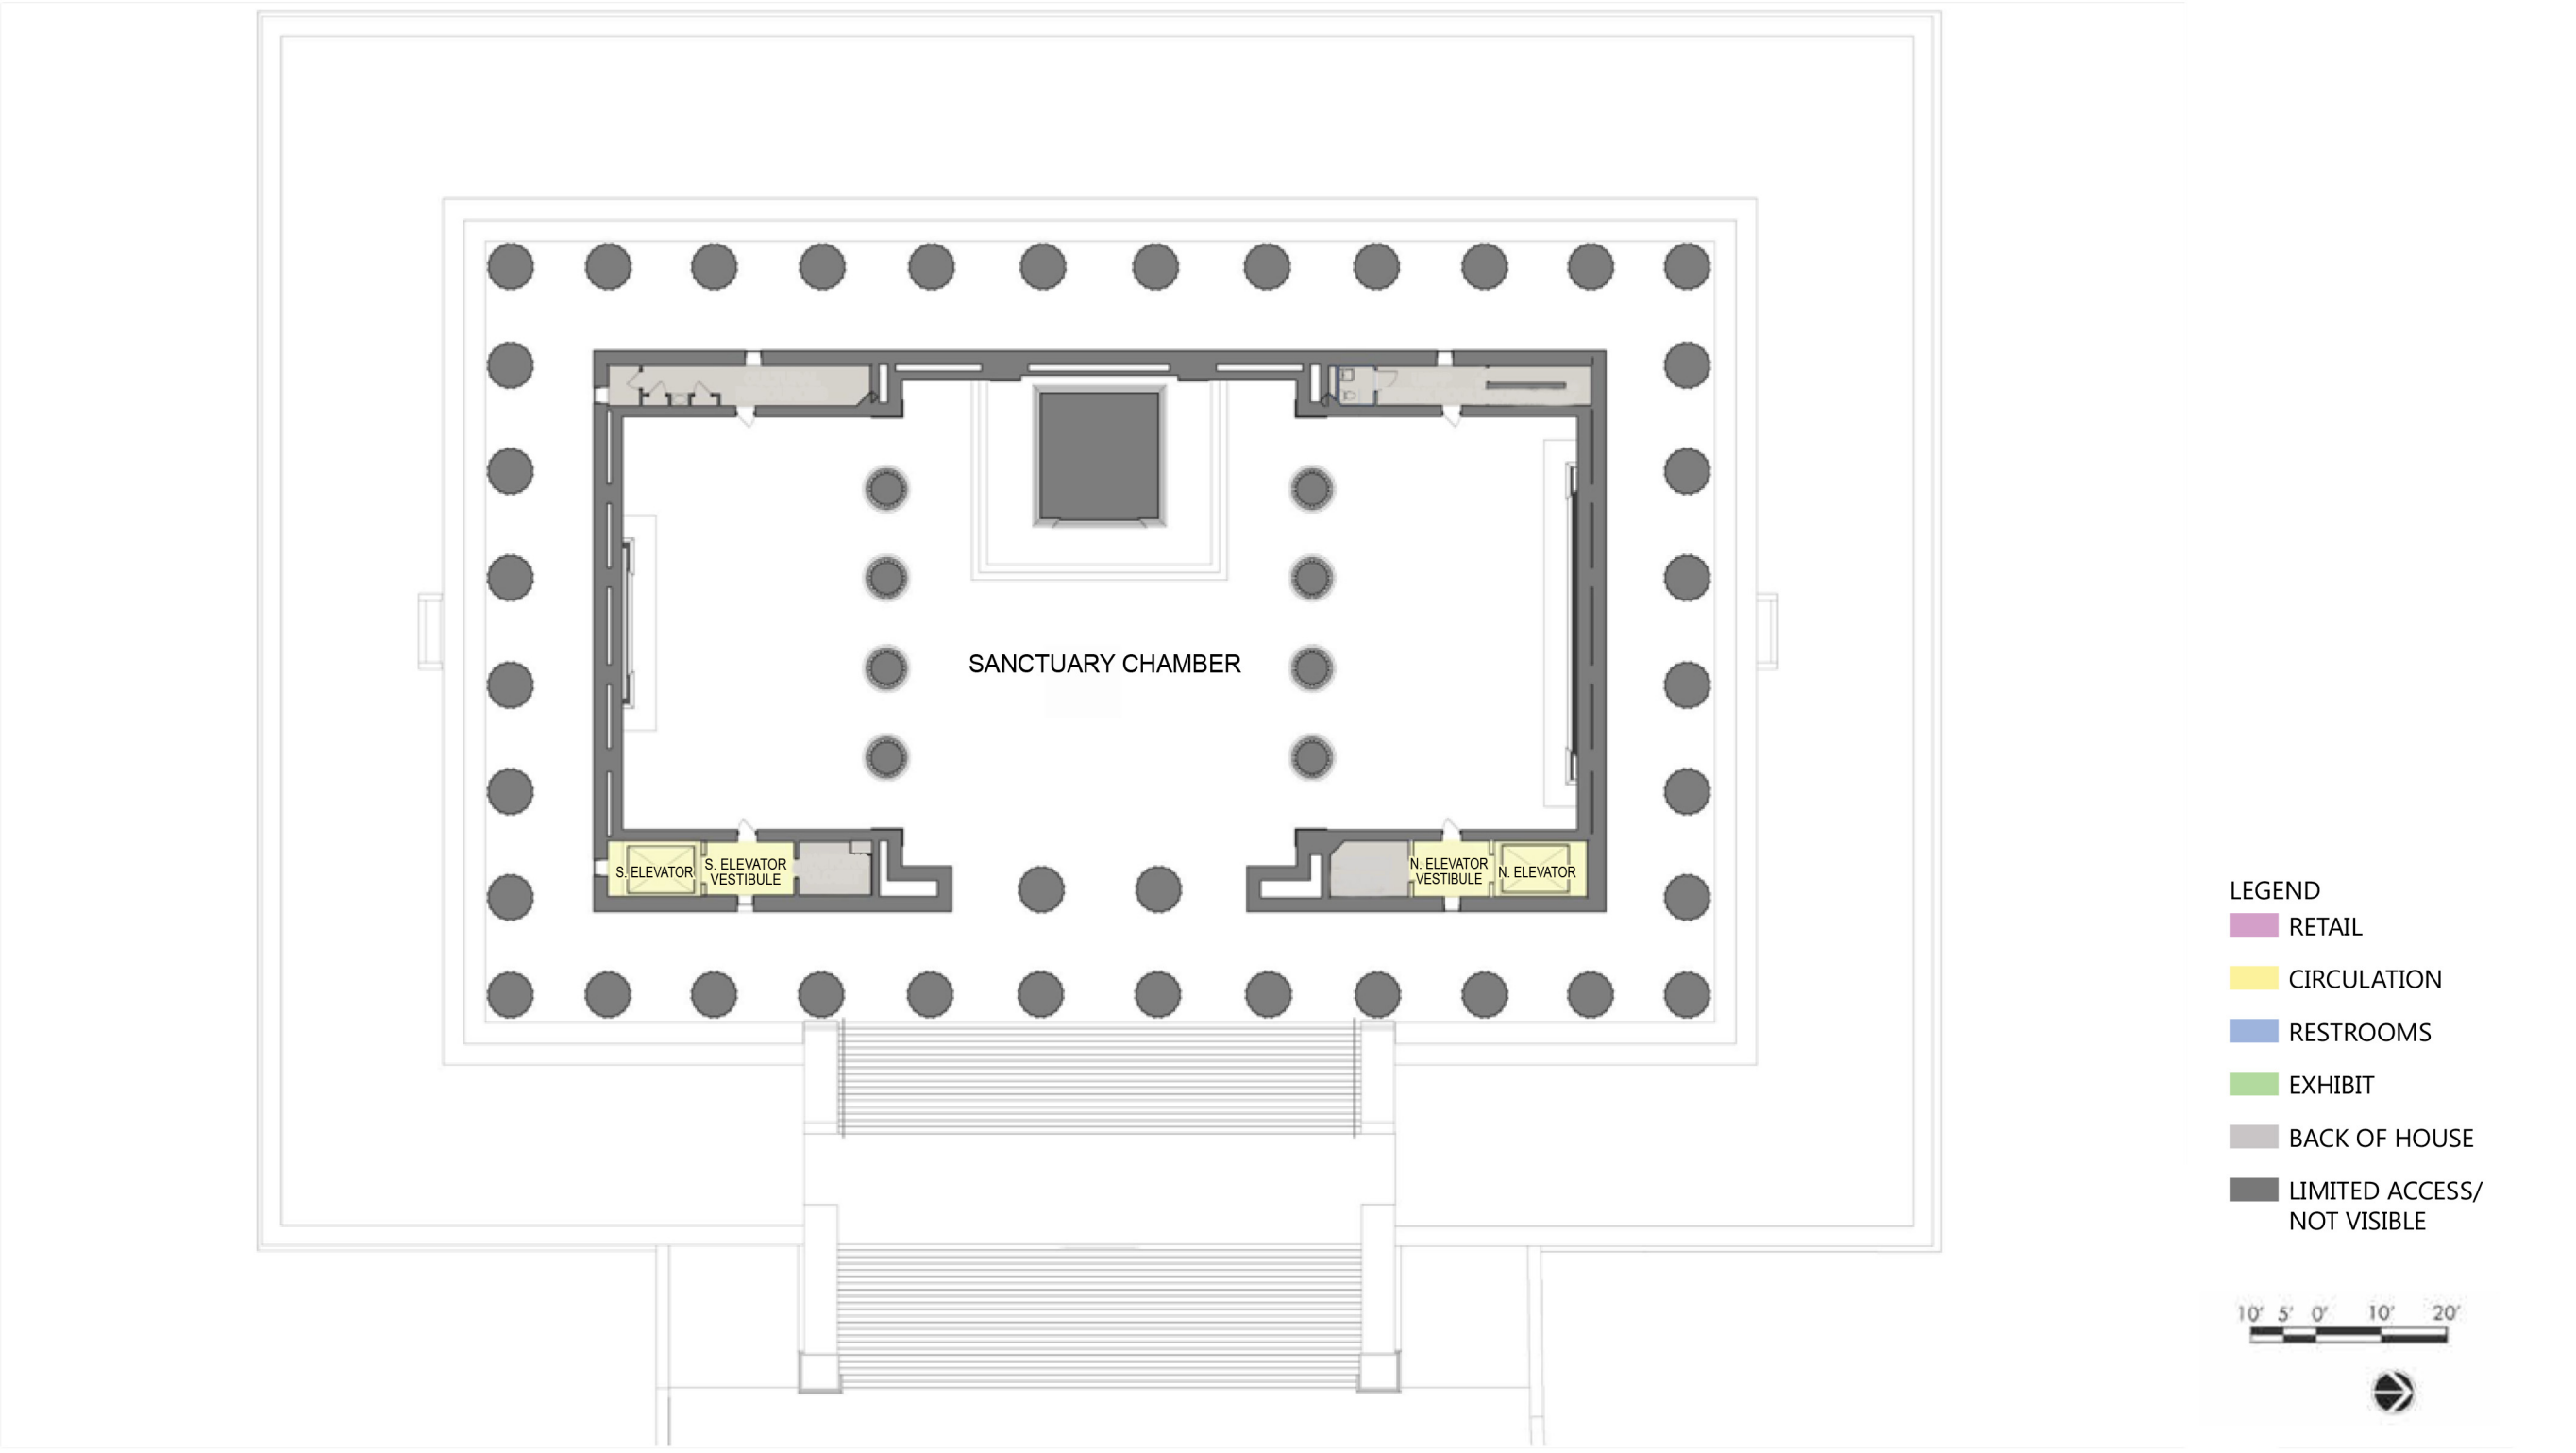 SANCTUARY CHAMBER
S. ELEVATOR
S. ELEVATOR
VESTIBULE
N. ELEVATOR
VESTIBULE
N. ELEVATOR
LEGEND
RETAIL
CIRCULATION
RESTROOMS
EXHIBIT
BACK OF HOUSE
LIMITED ACCESS/
NOT VISIBLE
10' 5' 0' 10' 20'